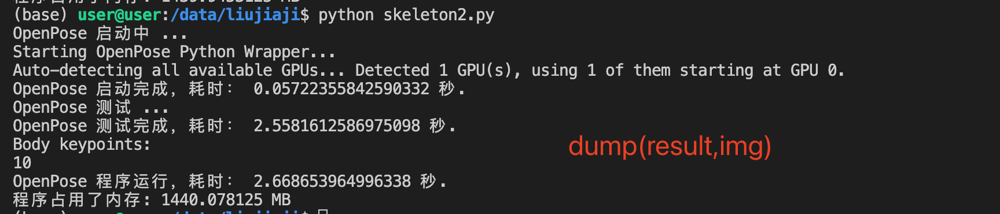 (base) user@user:/data/liujiaji$ python skeleton2.py
OpenPose 启动中 ...
Starting OpenPose Python Wrapper...
Auto-detecting all available GPUs... Detected 1 GPU(s), using 1 of them starting at GPU 0.
OpenPose 启动完成, 耗时: 0.05722355842590332 秒.
OpenPose 测试 ...
OpenPose 测试完成, 耗时: 2.5581612586975098 秒.
Body keypoints:
dump(result,img)
10
OpenPose 程序运行, 耗时: 2.668653964996338 秒.
程序占用了内存: 1440.078125 MB